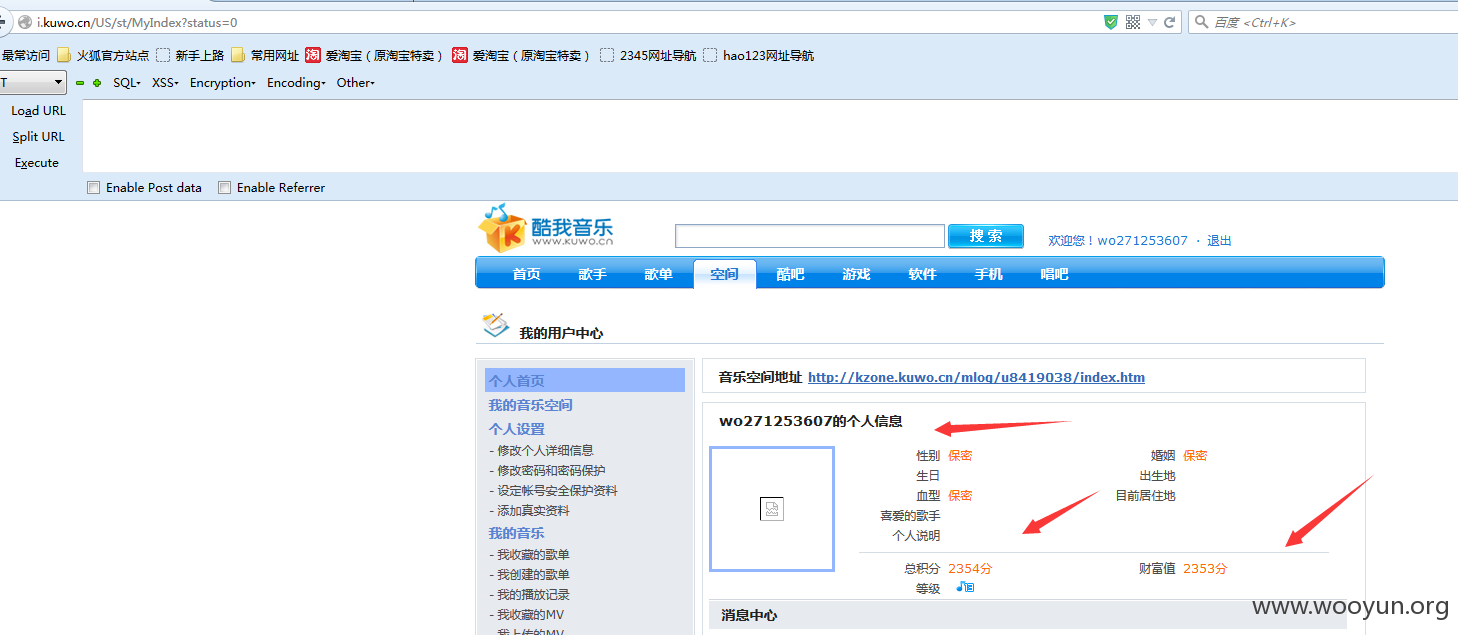 i.kuwo.cn/US/st/MyIndex?status=0
百度 <Ctrl+K>
最常访问 火狐官方站点 新手上路 常用网址 爱淘宝（原淘宝特卖） 爱淘宝（原淘宝特卖） 2345网址导航 hao123网址导航
T SQL XSS Encryption Encoding Other
Load URL
Split URL
Execute
Enable Post data Enable Referrer
酷我音乐
www.kuwo.cn
搜 索
欢迎您！wo271253607 · 退出
首页 歌手 歌单 空间 酷吧 游戏 软件 手机 唱吧
我的用户中心
个人首页
我的音乐空间
个人设置
- 修改个人详细信息
- 修改密码和密码保护
- 设定帐号安全保护资料
- 添加真实资料
我的音乐
- 我收藏的歌单
- 我创建的歌单
- 我的播放记录
- 我收藏的MV
- 我上传的MV
音乐空间地址 http://kzone.kuwo.cn/mlog/u8419038/index.htm
wo271253607的个人信息
性别 保密 婚姻 保密
生日 出生地
血型 保密 目前居住地
喜爱的歌手
个人说明
总积分 2354分 财富值 2353分
等级
消息中心
www.wooyun.org